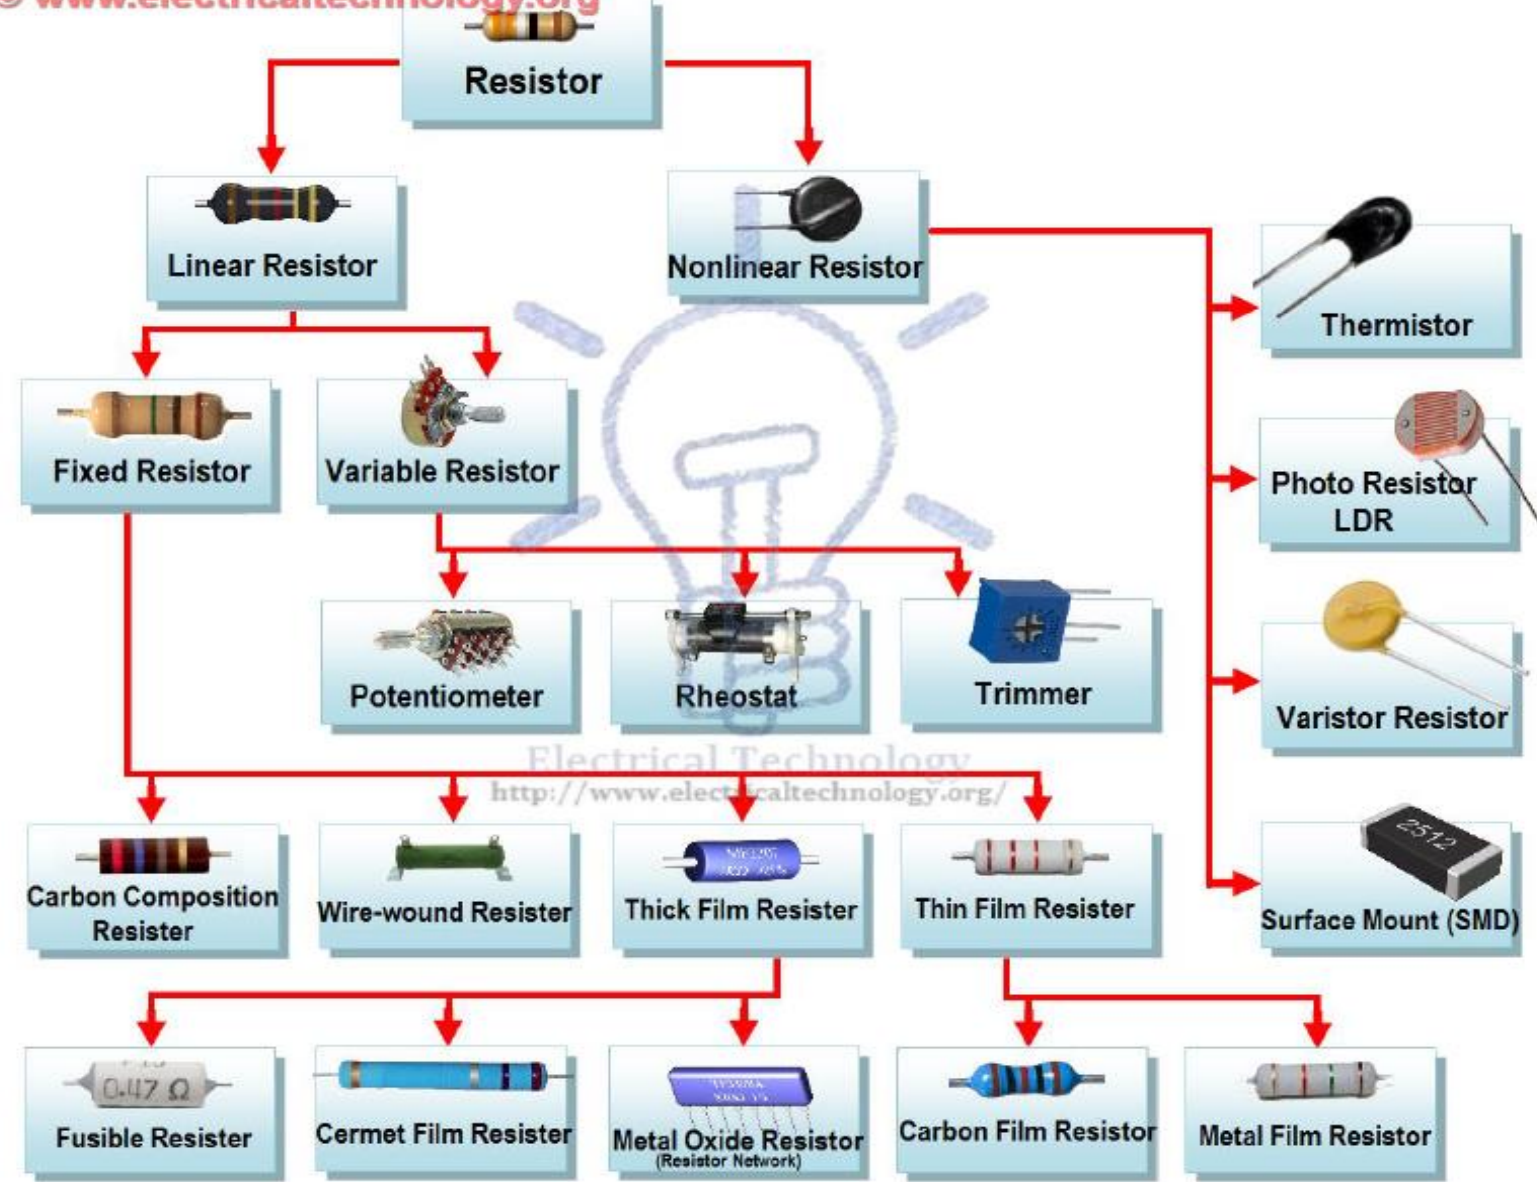 © www.electricaltechnology.org
Resistor
Linear Resistor
Nonlinear Resistor
Thermistor
Fixed Resistor
Variable Resistor
Photo Resistor
LDR
Potentiometer
Rheostat
Trimmer
Varistor Resistor
Electrical Technology
http://www.electricaltechnology.org/
2512
Carbon Composition
Resister
Wire-wound Resister
Thick Film Resister
Thin Film Resister
Surface Mount (SMD)
0.47 Ω
Fusible Resister
Cermet Film Resister
Metal Oxide Resistor
(Resistor Network)
Carbon Film Resistor
Metal Film Resistor